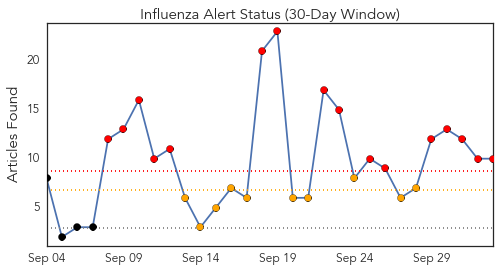 Influenza Alert Status (30-Day Window)
Articles Found
20
15
10
5
Sep 04 Sep 09 Sep 14 Sep 19 Sep 24 Sep 29